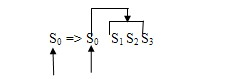 S₀ => S₀ S₁ S₂ S₃